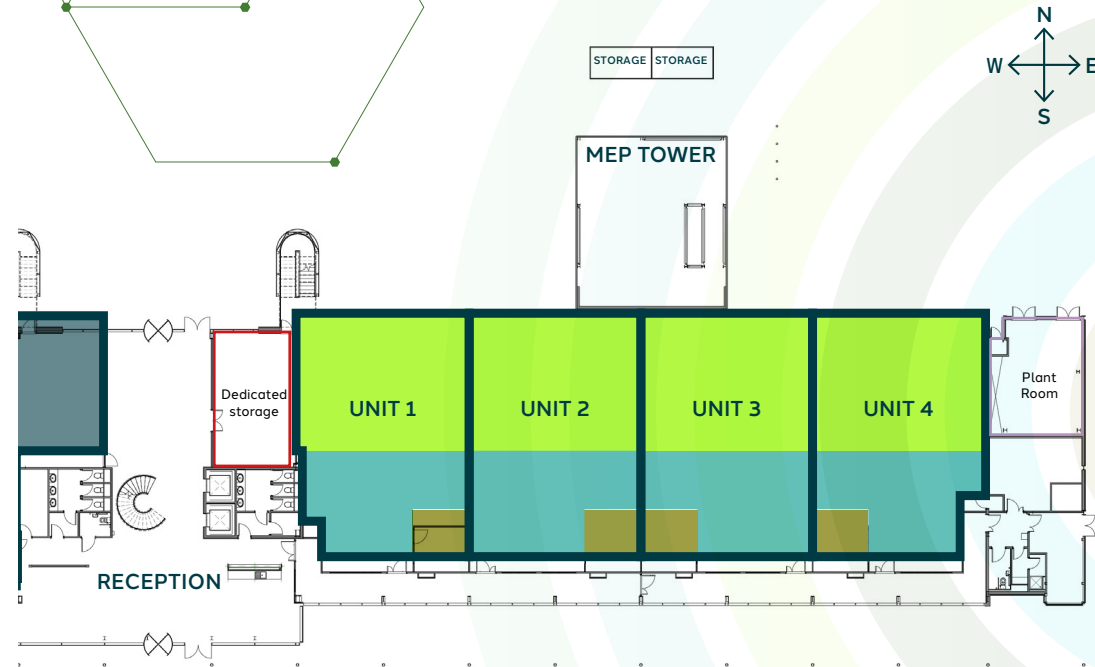 N
W
E
S
STORAGE
STORAGE
MEP TOWER
Dedicated
storage
UNIT 1
UNIT 2
UNIT 3
UNIT 4
Plant
Room
RECEPTION